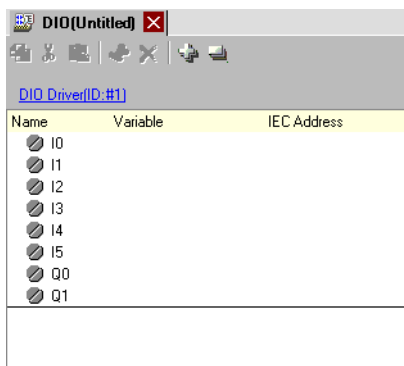 DIO(Untitled)
DIO Driver(ID:#1)
Name Variable IEC Address
I0
I1
I2
I3
I4
I5
Q0
Q1